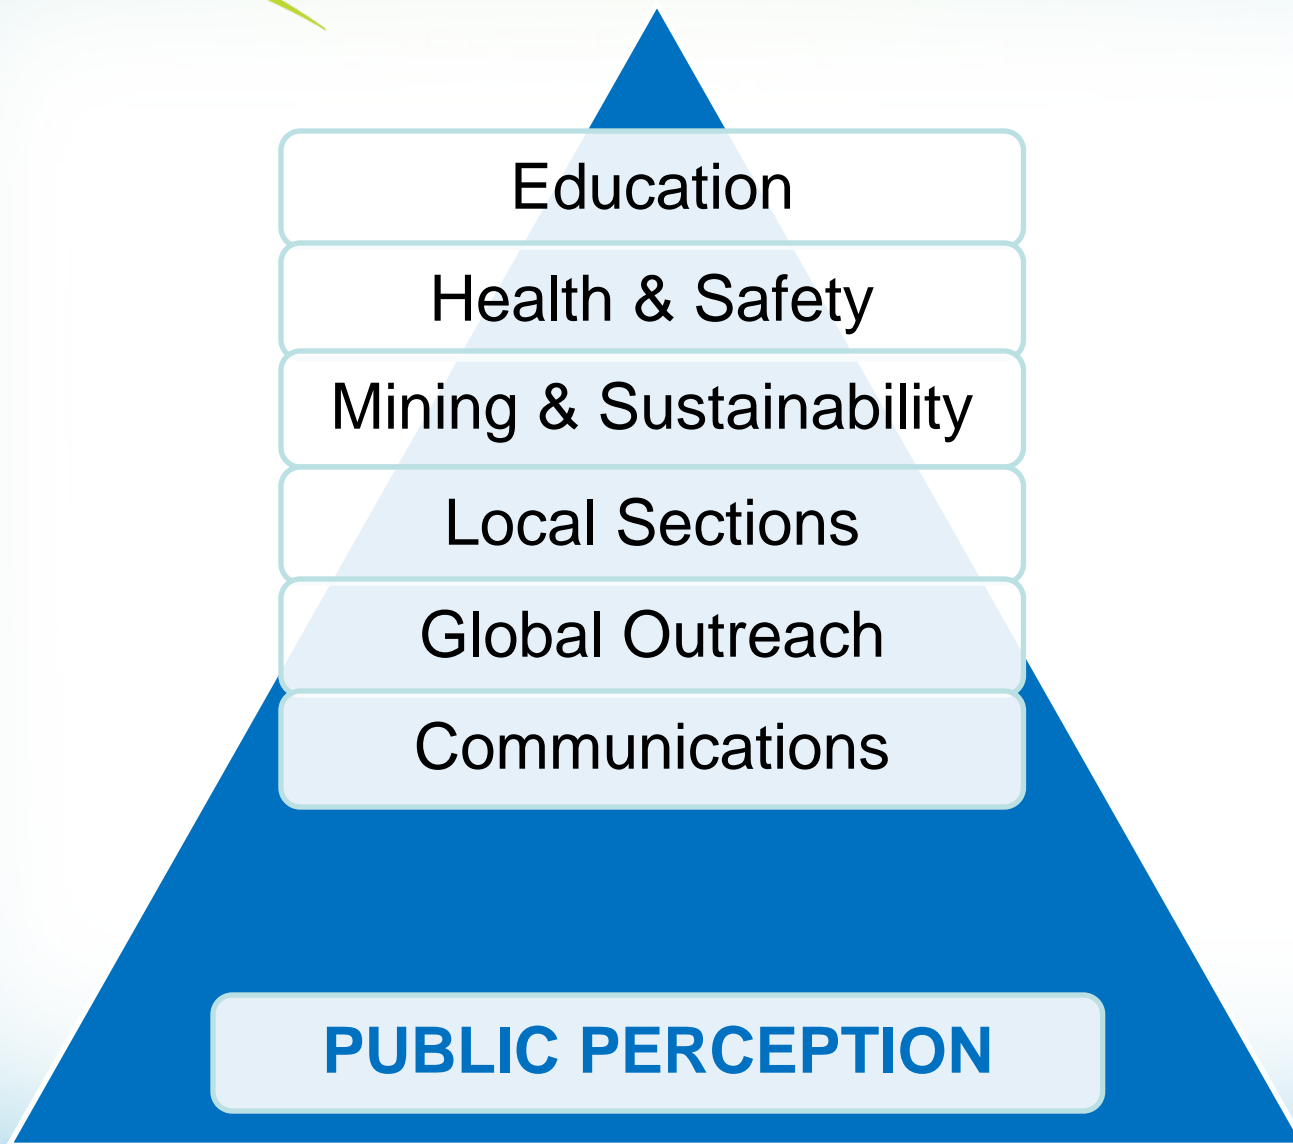 Education
Health & Safety
Mining & Sustainability
Local Sections
Global Outreach
Communications
PUBLIC PERCEPTION